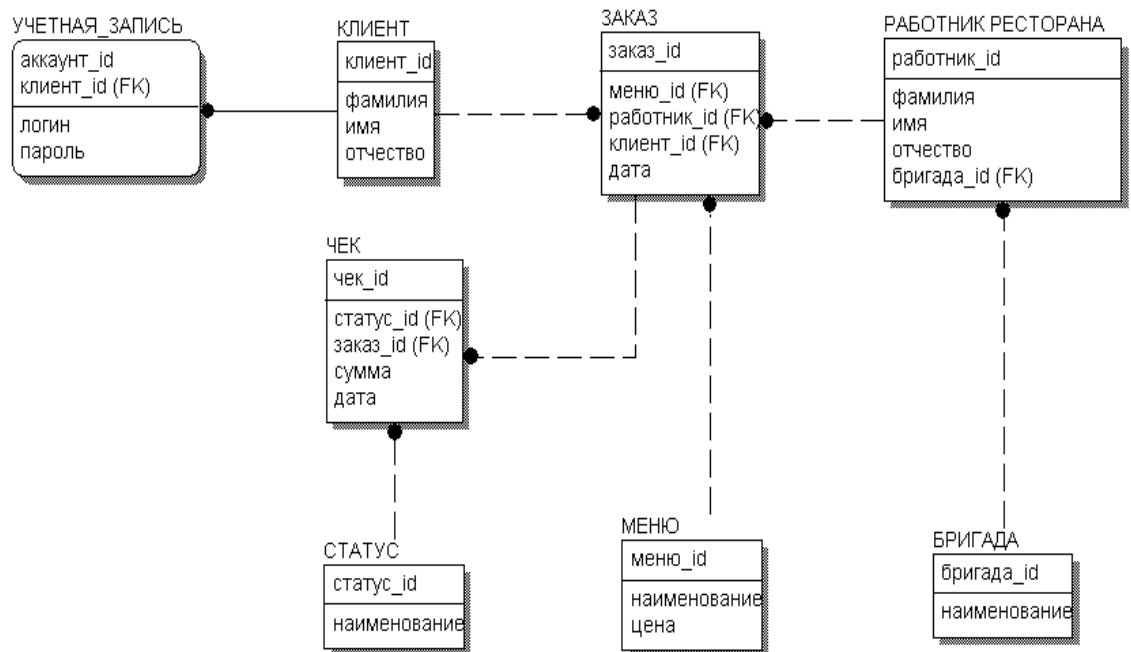 УЧЕТНАЯ_ЗАПИСЬ
аккаунт_id
клиент_id (FK)
логин
пароль
КЛИЕНТ
клиент_id
фамилия
имя
отчество
ЗАКАЗ
заказ_id
меню_id (FK)
работник_id (FK)
клиент_id (FK)
дата
РАБОТНИК РЕСТОРАНА
работник_id
фамилия
имя
отчество
бригада_id (FK)
ЧЕК
чек_id
статус_id (FK)
заказ_id (FK)
сумма
дата
СТАТУС
статус_id
наименование
МЕНЮ
меню_id
наименование
цена
БРИГАДА
бригада_id
наименование